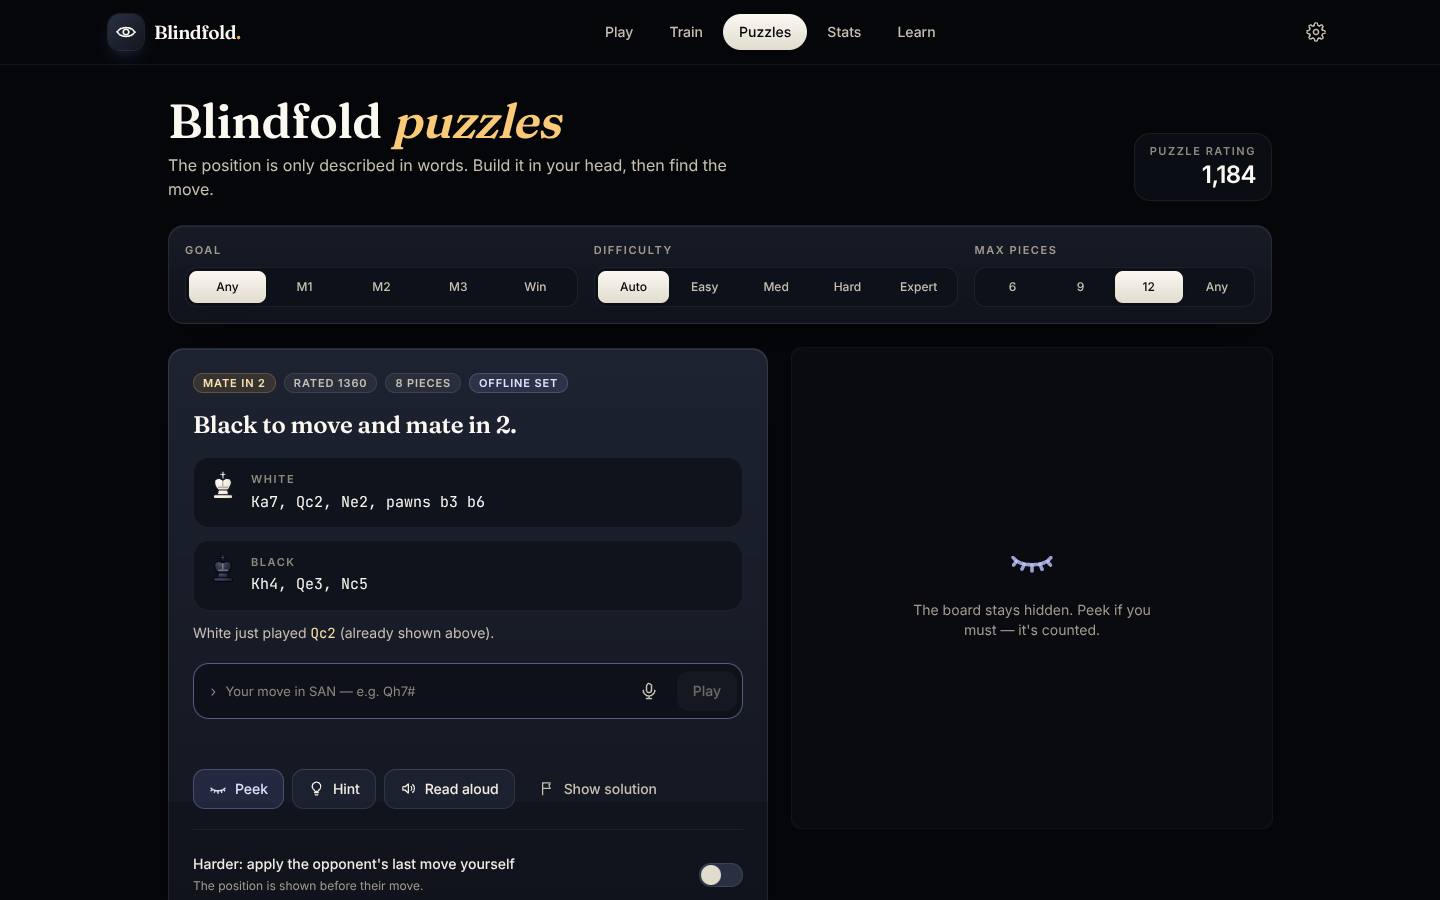 Blindfold.
Play
Train
Puzzles
Stats
Learn
Blindfold puzzles
The position is only described in words. Build it in your head, then find the
move.
PUZZLE RATING
1,184
GOAL
Any
M1
M2
M3
Win
DIFFICULTY
Auto
Easy
Med
Hard
Expert
MAX PIECES
6
9
12
Any
MATE IN 2
RATED 1360
8 PIECES
OFFLINE SET
Black to move and mate in 2.
WHITE
Ka7, Qc2, Ne2, pawns b3 b6
BLACK
Kh4, Qe3, Nc5
White just played Qc2 (already shown above).
› Your move in SAN — e.g. Qh7#
Play
Peek
Hint
Read aloud
Show solution
Harder: apply the opponent's last move yourself
The position is shown before their move.
The board stays hidden. Peek if you
must — it's counted.